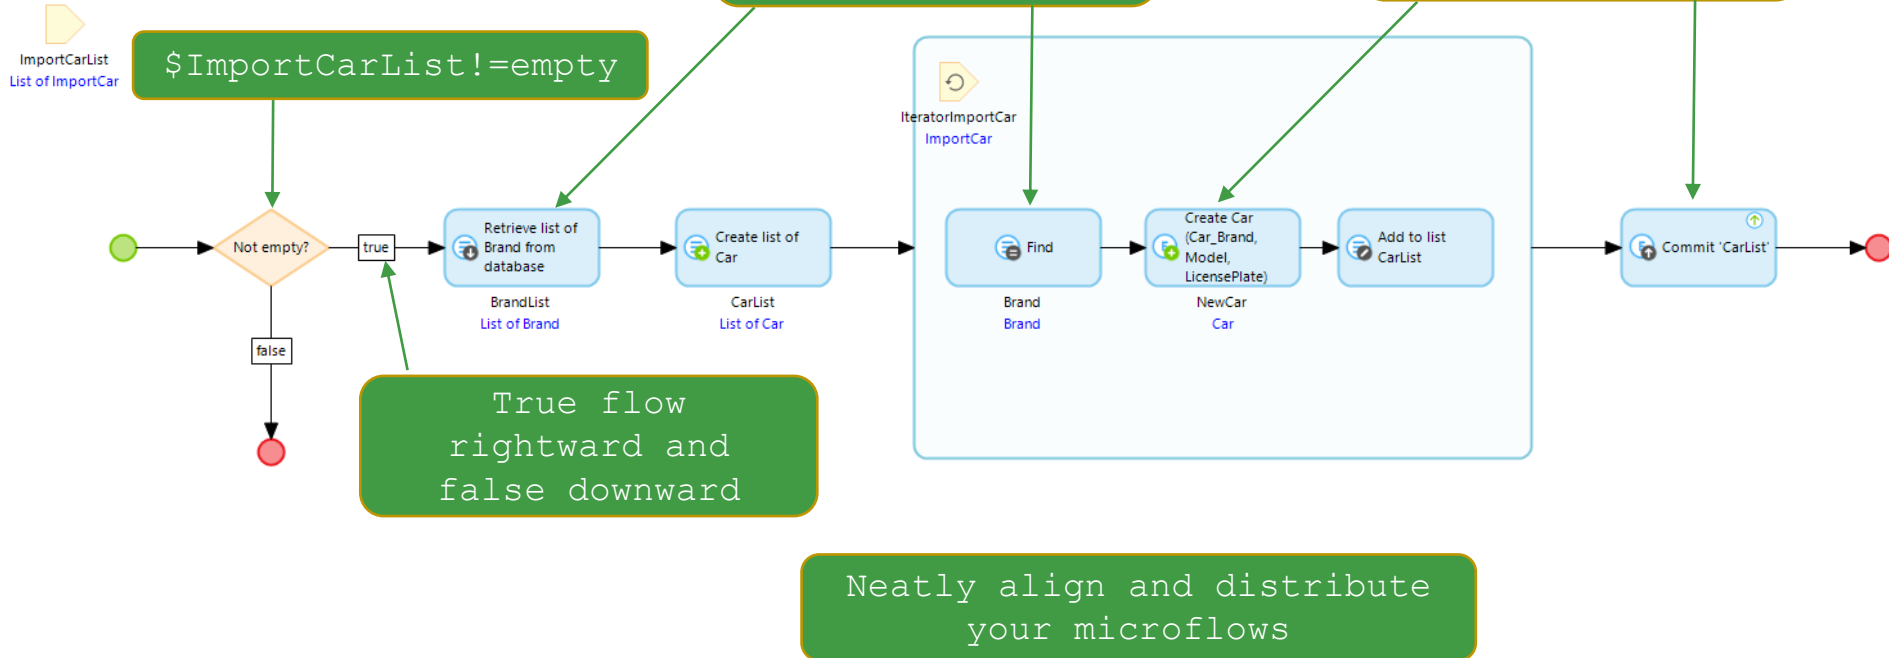 ImportCarList
List of ImportCar
$ImportCarList!=empty
IteratorImportCar
ImportCar
Not empty?
true
Retrieve list of
Brand from
database
BrandList
List of Brand
Create list of
Car
CarList
List of Car
Find
Brand
Brand
Create Car
(Car_Brand,
Model,
LicensePlate)
NewCar
Car
Add to list
CarList
Commit 'CarList'
false
True flow
rightward and
false downward
Neatly align and distribute
your microflows